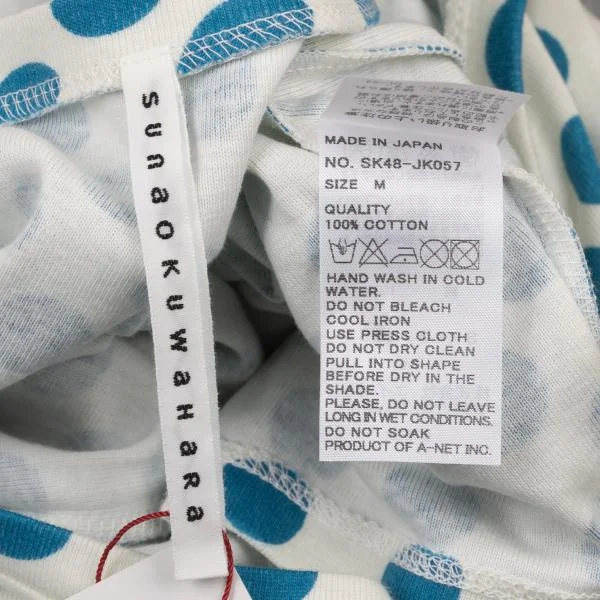 sunaokuwahara
MADE IN JAPAN
NO. SK48-JK057
SIZE M
QUALITY
100% COTTON
HAND WASH IN COLD
WATER.
DO NOT BLEACH
COOL IRON
USE PRESS CLOTH
DO NOT DRY CLEAN
PULL INTO SHAPE
BEFORE DRY IN THE
SHADE.
PLEASE, DO NOT LEAVE
LONG IN WET CONDITIONS.
DO NOT SOAK
PRODUCT OF A-NET INC.